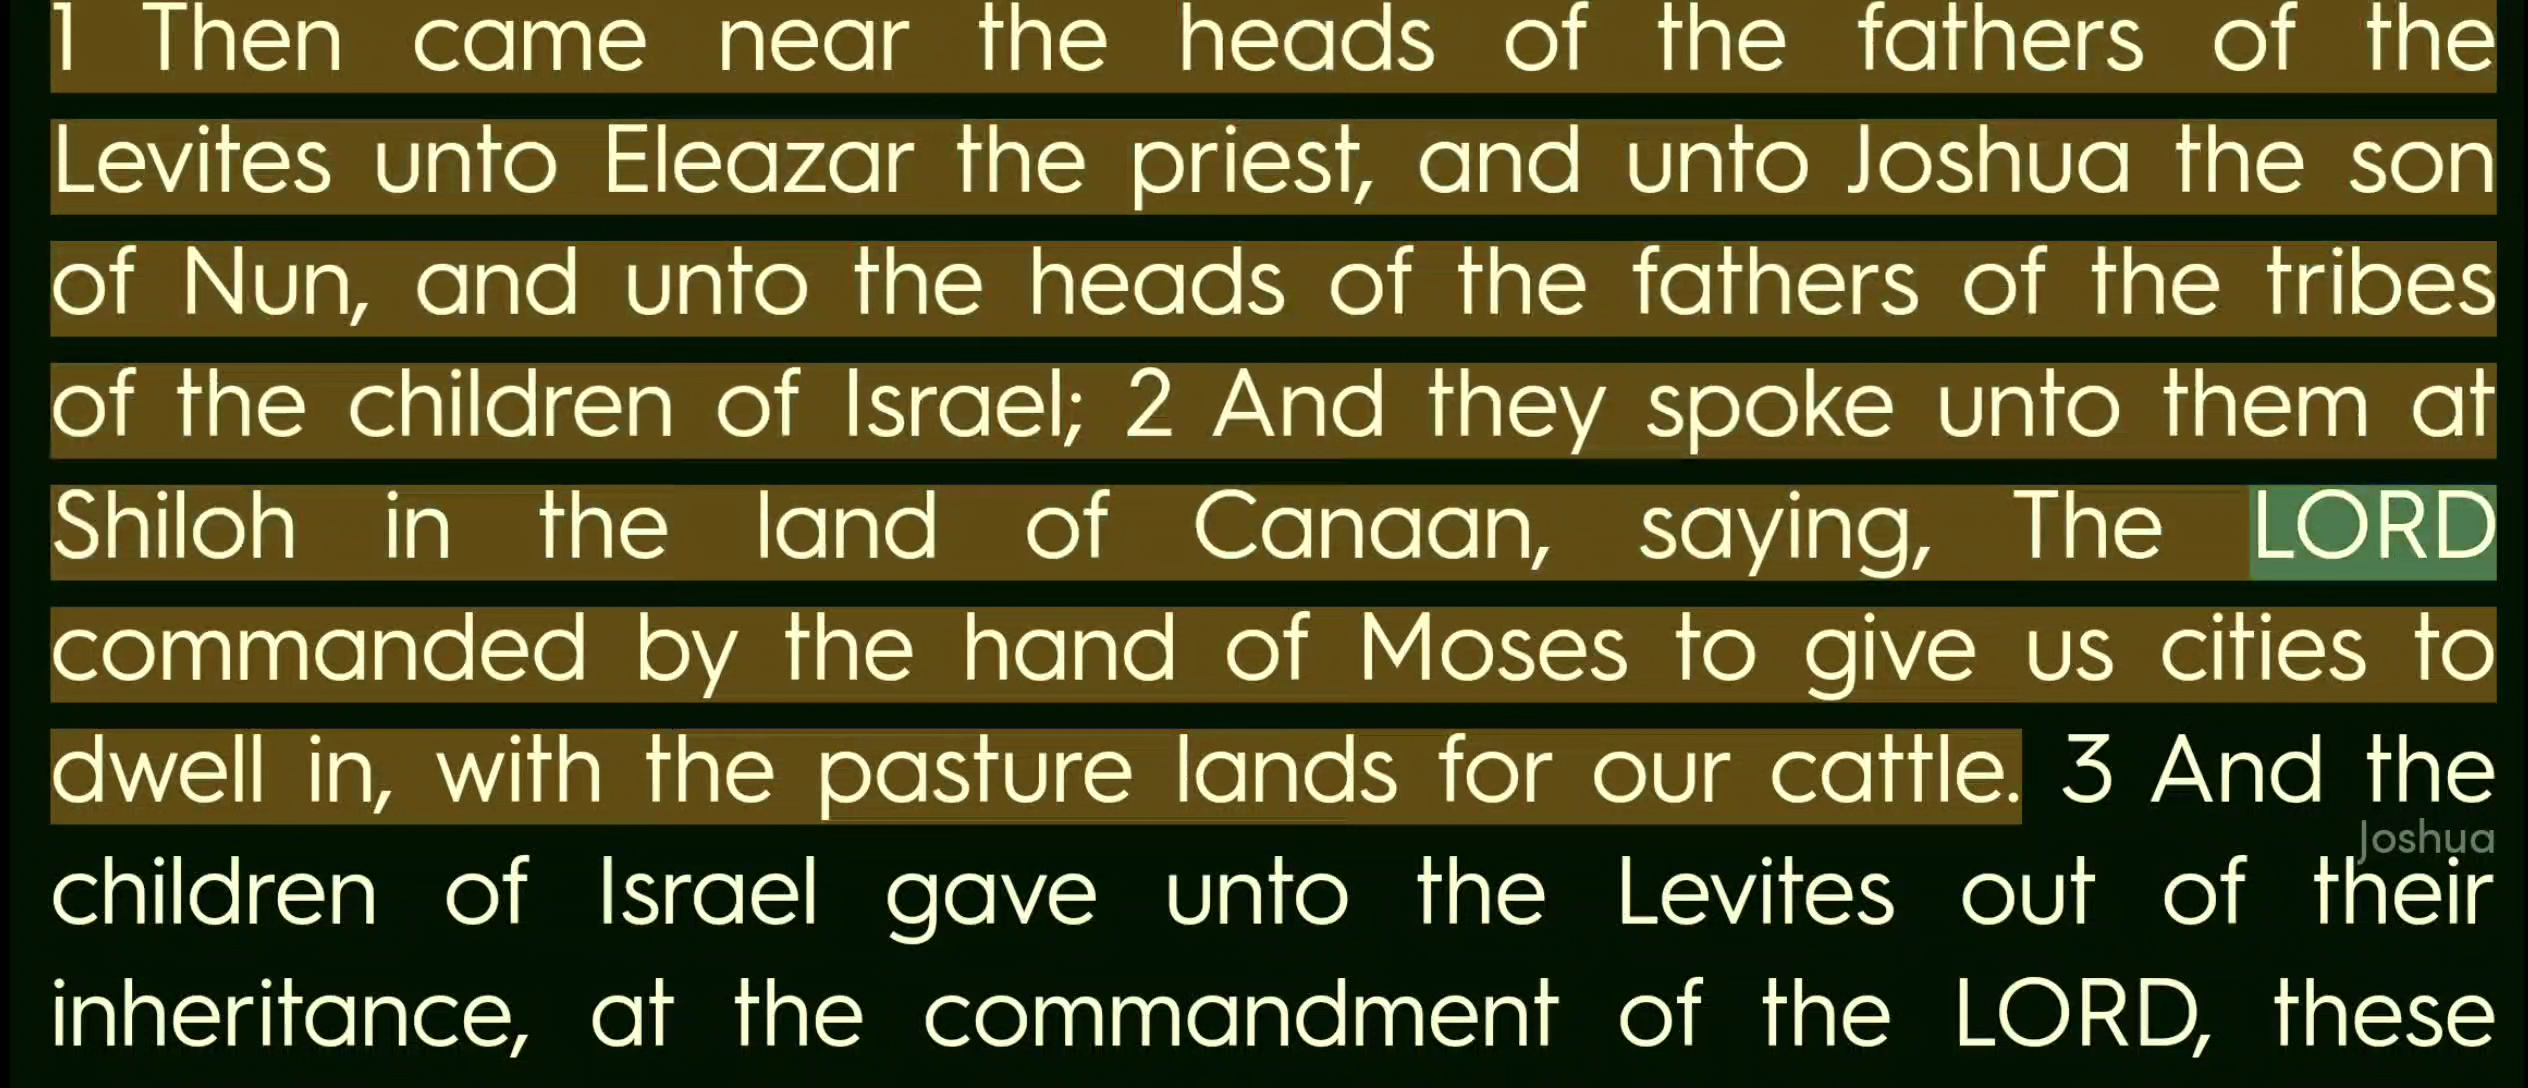 1 Then came near the heads of the fathers of the
Levites unto Eleazar the priest, and unto Joshua the son
of Nun, and unto the heads of the fathers of the tribes
of the children of Israel; 2 And they spoke unto them at
Shiloh in the land of Canaan, saying, The LORD
commanded by the hand of Moses to give us cities to
dwell in, with the pasture lands for our cattle. 3 And the
Joshua
children of Israel gave unto the Levites out of their
inheritance, at the commandment of the LORD, these